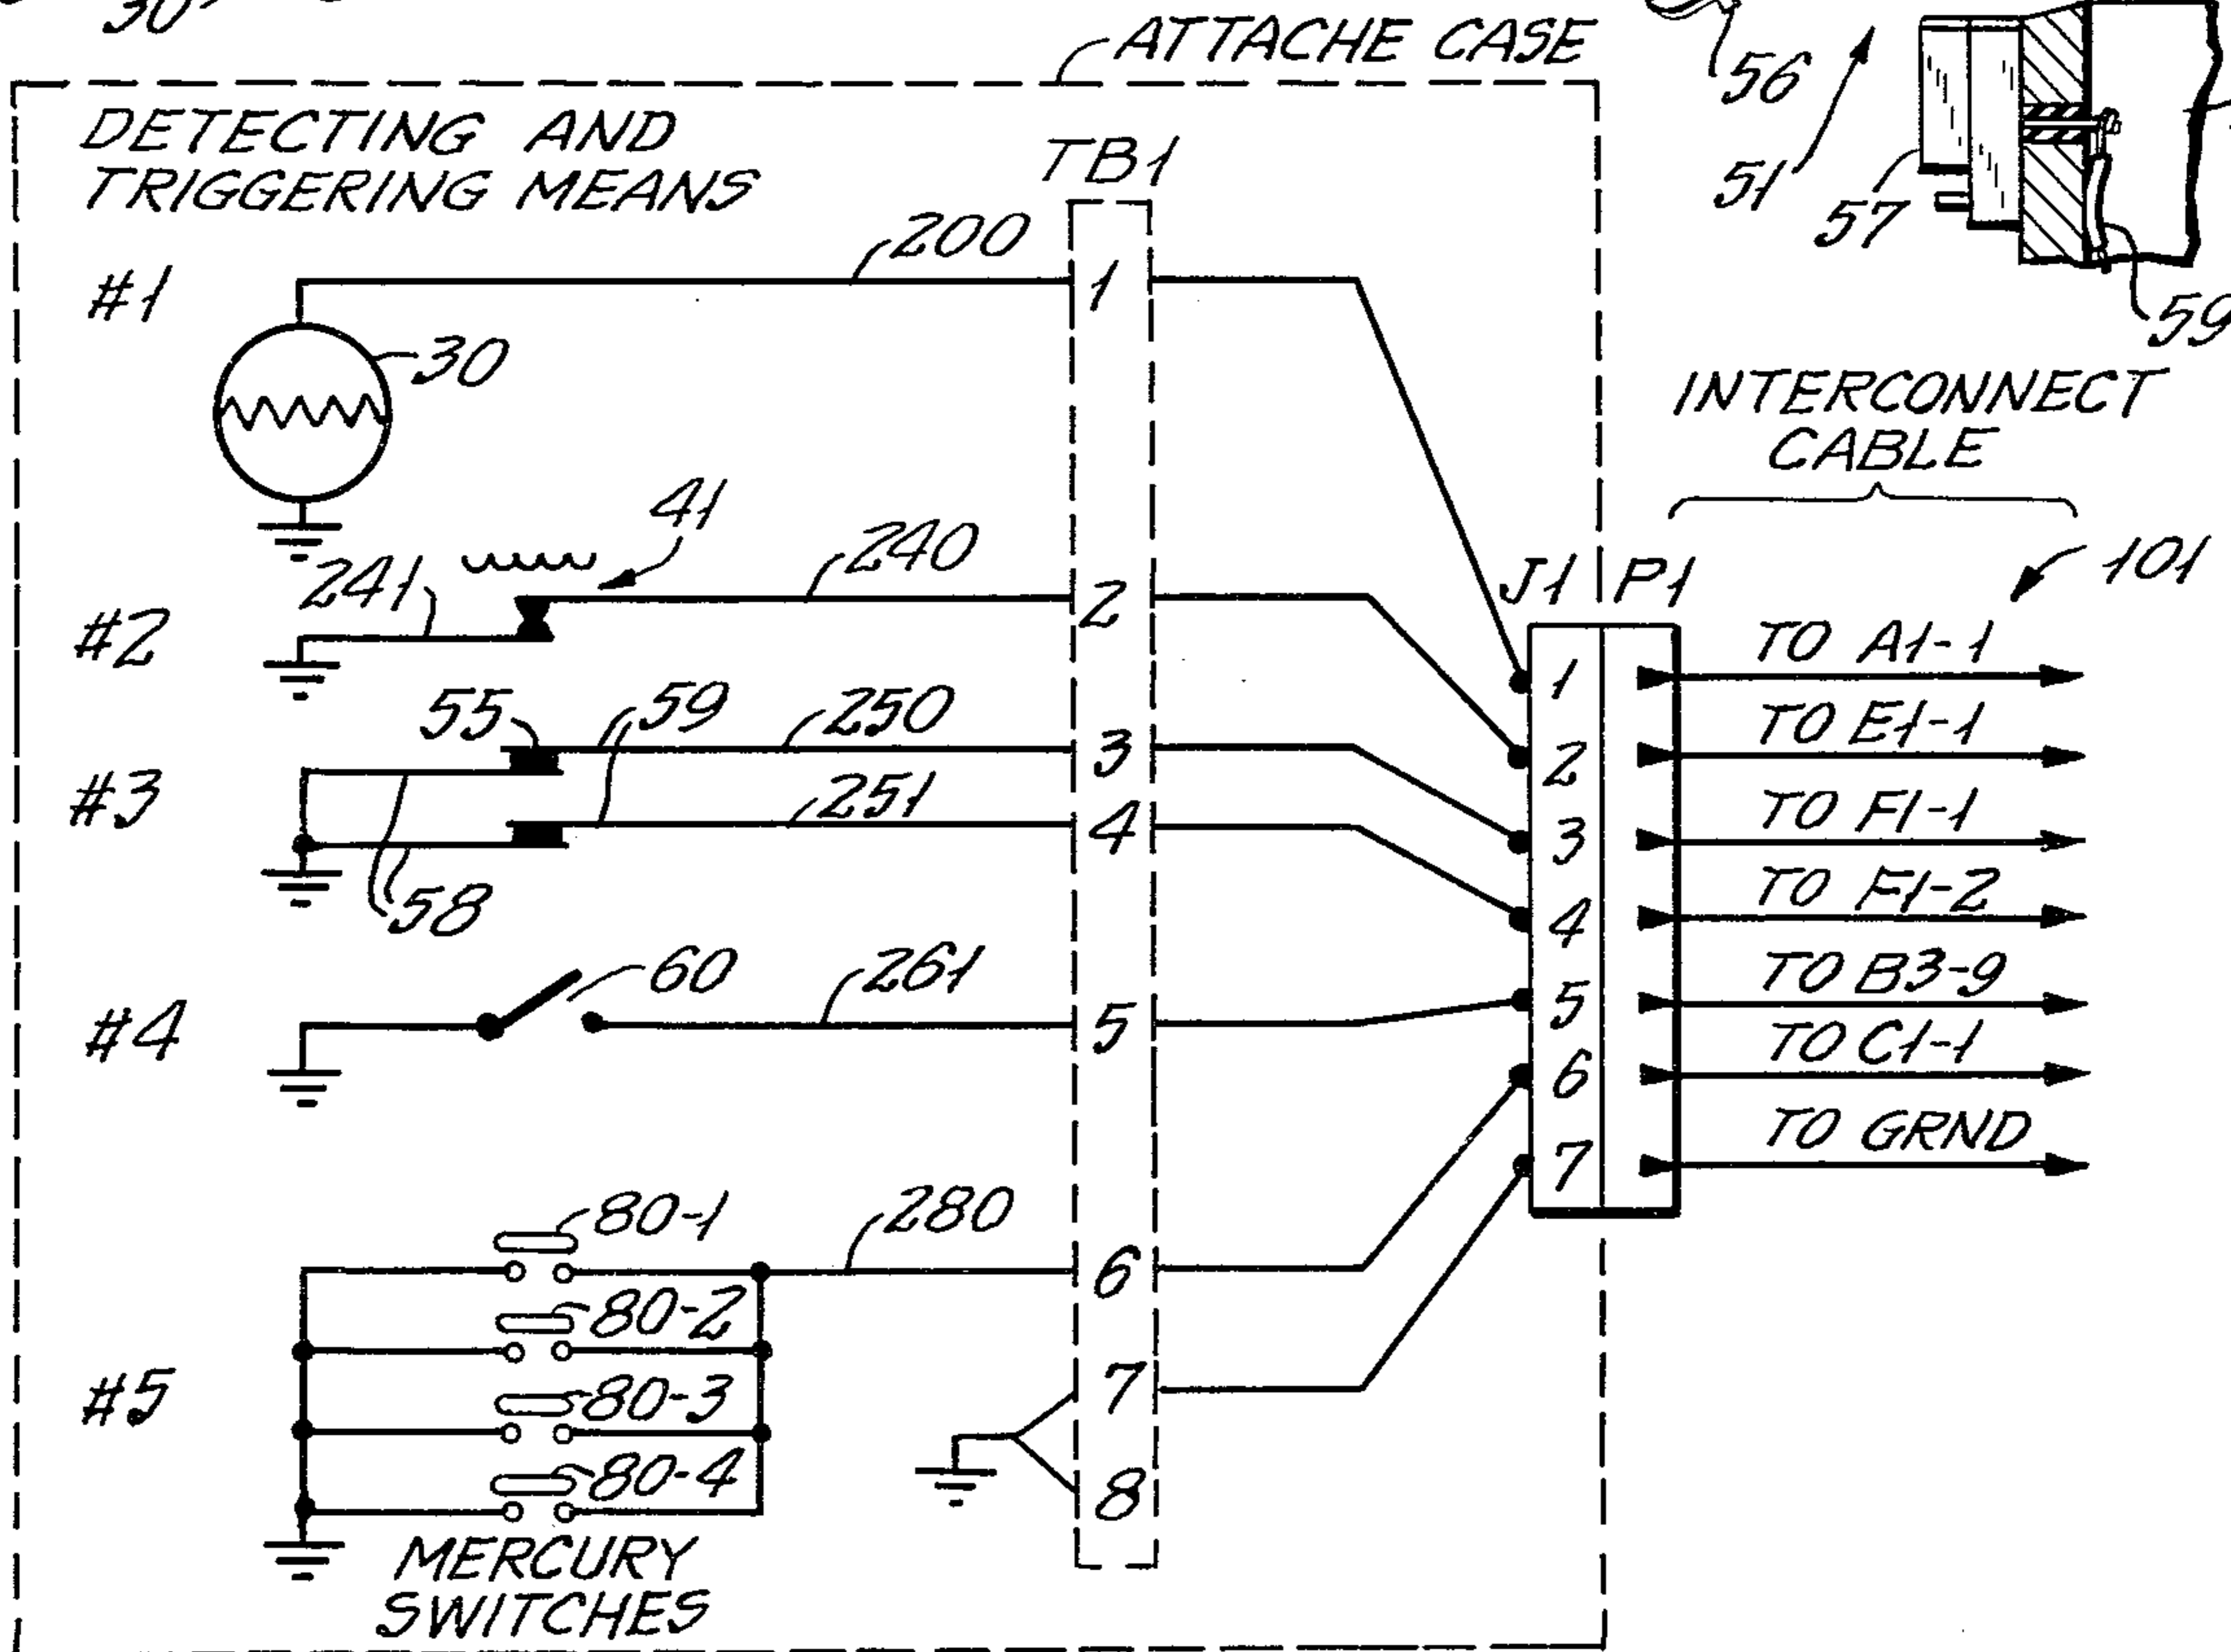 30
ATTACHE CASE
56
51
57
59
DETECTING AND
TRIGGERING MEANS
TB1
#1
200
1
30
INTERCONNECT
CABLE
41
241
240
#2
2
J1 P1
101
1 TO A1-1
55
59
250
3
2 TO E1-1
#3
251
4
3 TO F1-1
58
4 TO F1-2
#4
60
261
5
5 TO B3-9
6 TO C1-1
7 TO GRND
80-1
280
6
80-2
#5
80-3
7
80-4
8
MERCURY
SWITCHES